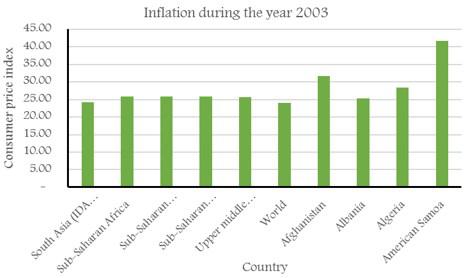 Inflation during the year 2003
Consumer price index
45.00
40.00
35.00
30.00
25.00
20.00
15.00
10.00
5.00
-
South Asia (IDA…
Sub-Saharan Africa
Sub-Saharan…
Sub-Saharan…
Upper middle…
World
Afghanistan
Albania
Algeria
American Samoa
Country